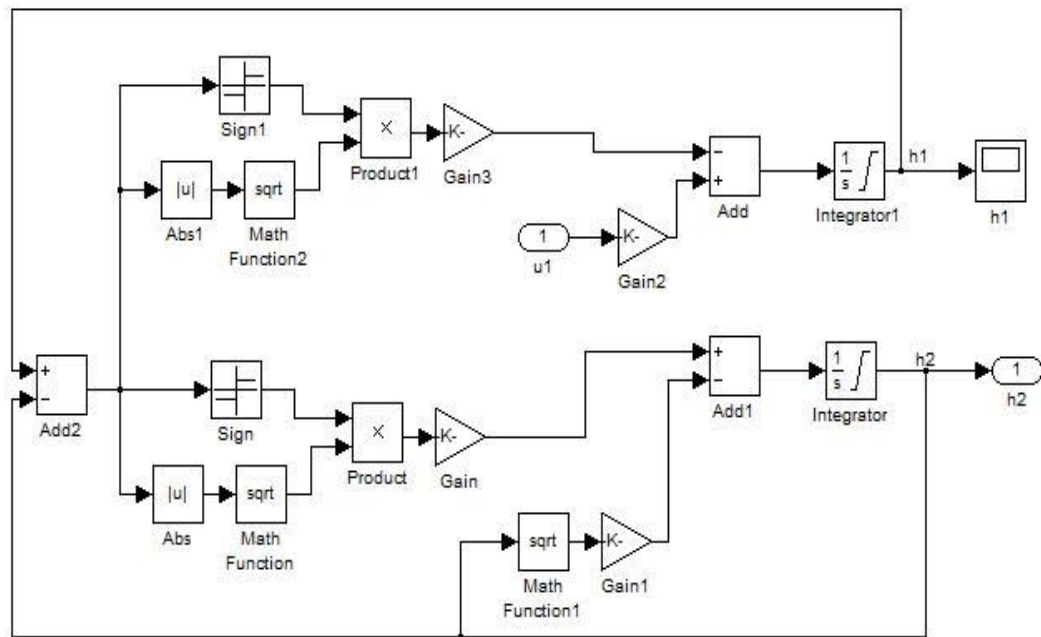 Sign1
|u|
Abs1
sqrt
Math
Function2
X
Product1
K-
Gain3
1
u1
K-
Gain2
−
+
Add
1
s
Integrator1
h1
h1
+
−
Add2
Sign
|u|
Abs
sqrt
Math
Function
X
Product
K-
Gain
sqrt
Math
Function1
K-
Gain1
+
−
Add1
1
s
Integrator
h2
1
h2